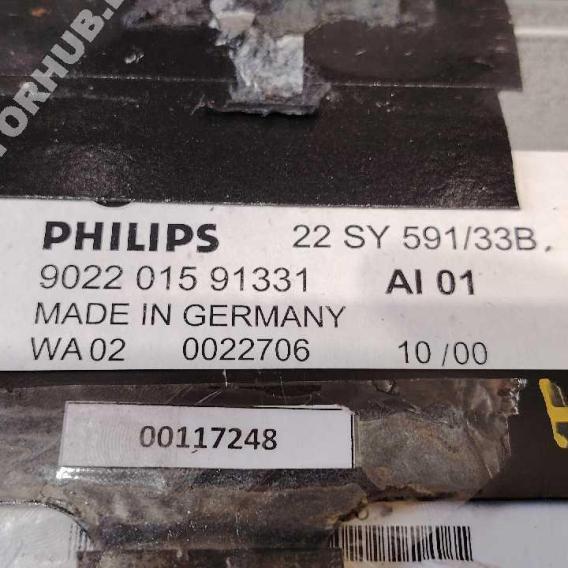 TORHUB.
PHILIPS 22 SY 591/33B.
9022 015 91331 AI 01
MADE IN GERMANY
WA 02 0022706 10 /00
00117248